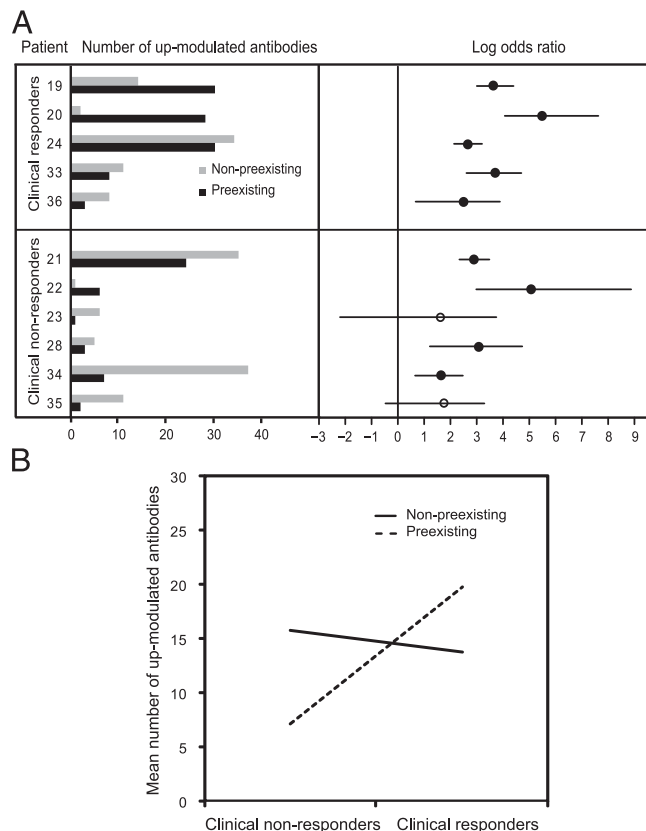 A
Patient Number of up-modulated antibodies Log odds ratio
Clinical responders
19
20
24
33
36
Non-preexisting
Preexisting
Clinical non-responders
21
22
23
28
34
35
0 10 20 30 40
−3 −2 −1 0 1 2 3 4 5 6 7 8 9
B
Mean number of up-modulated antibodies
30
25
20
15
10
5
0
Non-preexisting
Preexisting
Clinical non-responders Clinical responders